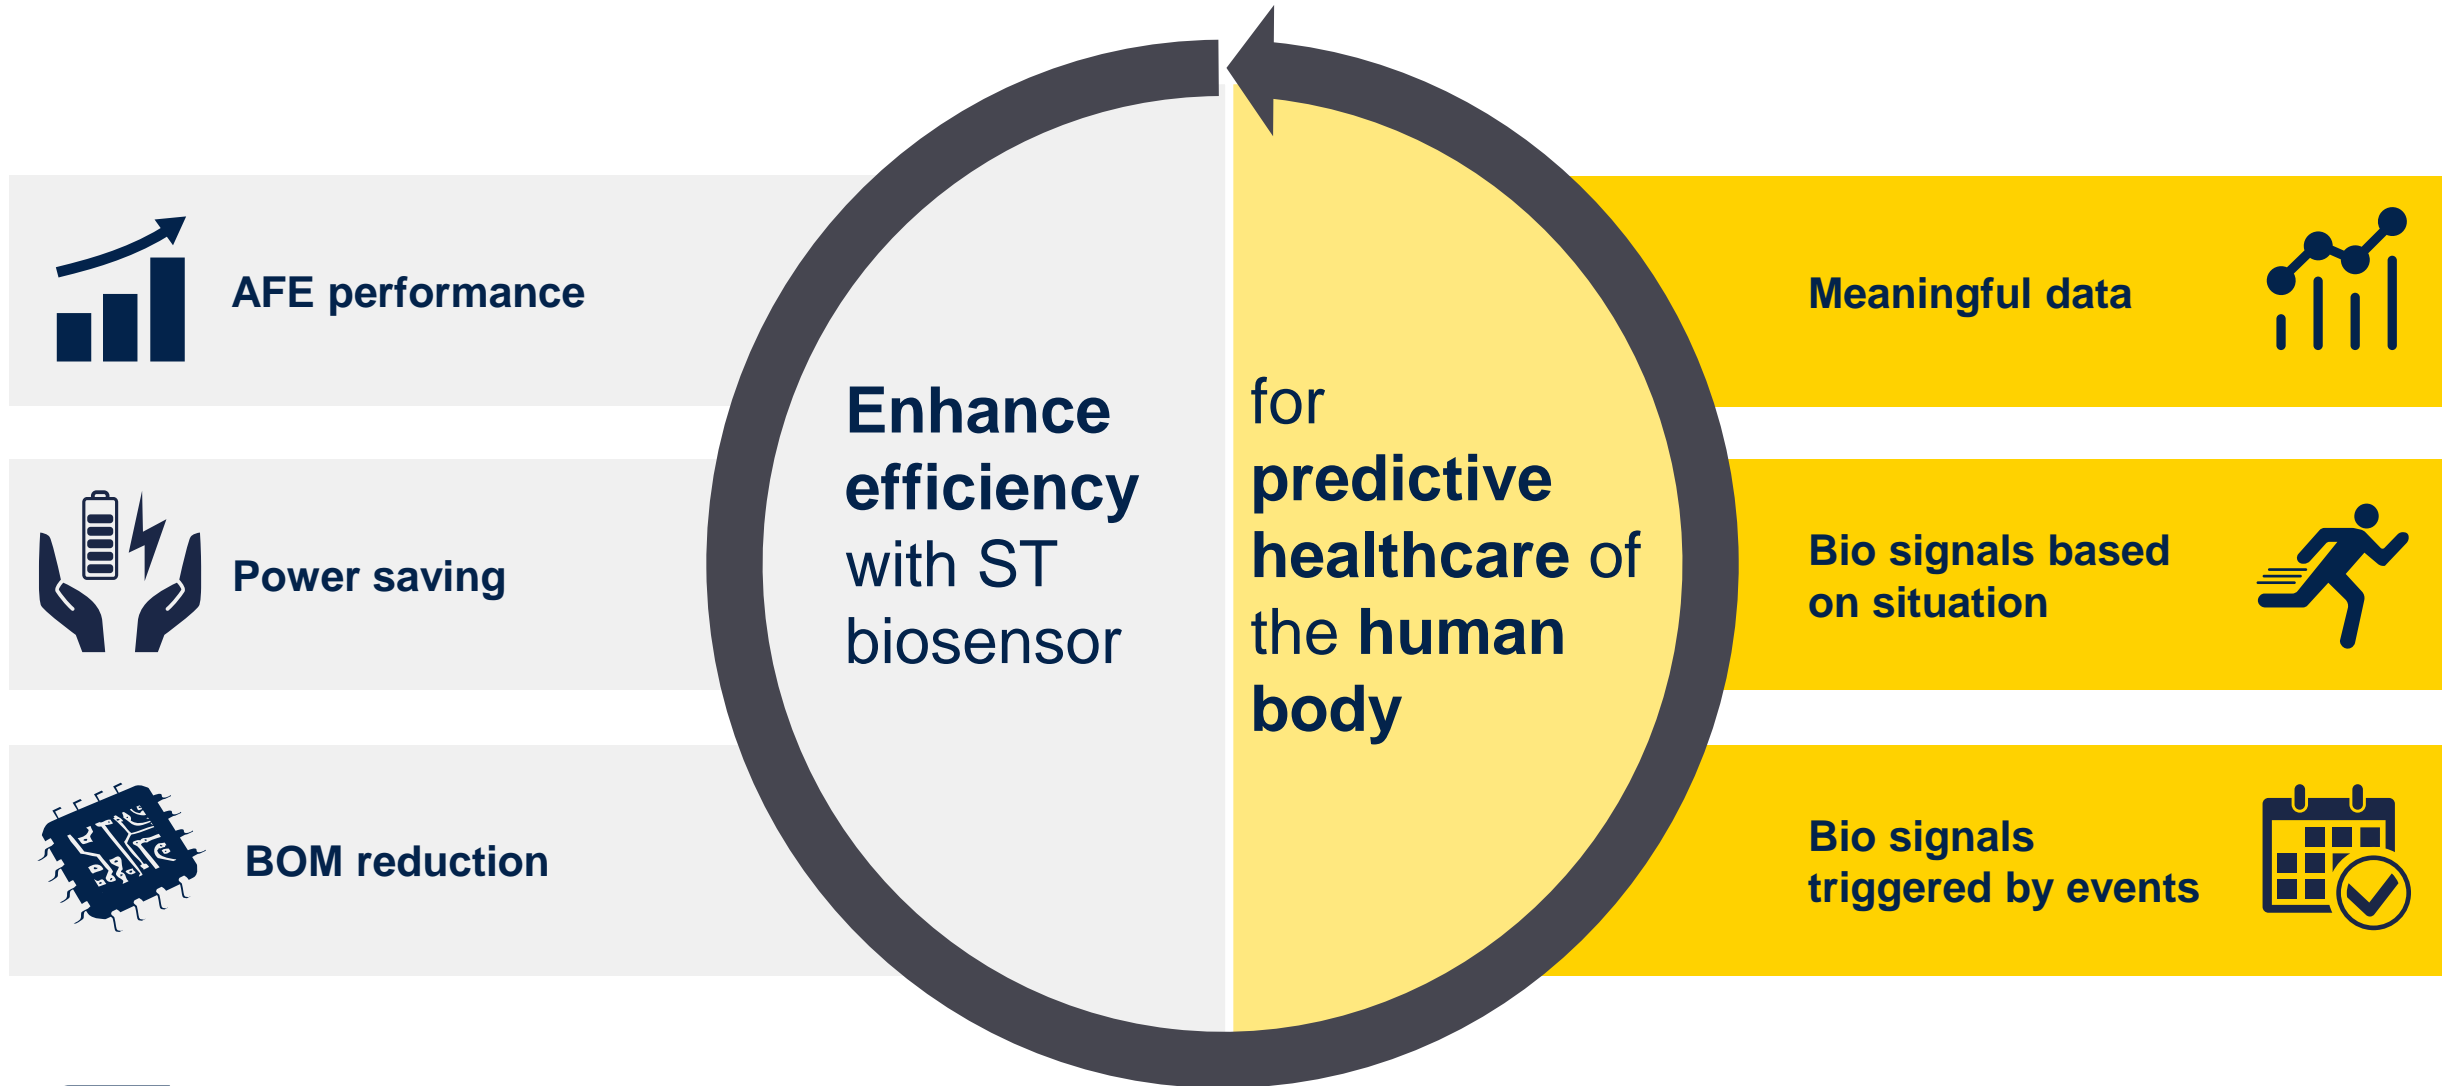 AFE performance
Power saving
BOM reduction
Enhance
efficiency
with ST
biosensor
for
predictive
healthcare of
the human
body
Meaningful data
Bio signals based
on situation
Bio signals
triggered by events